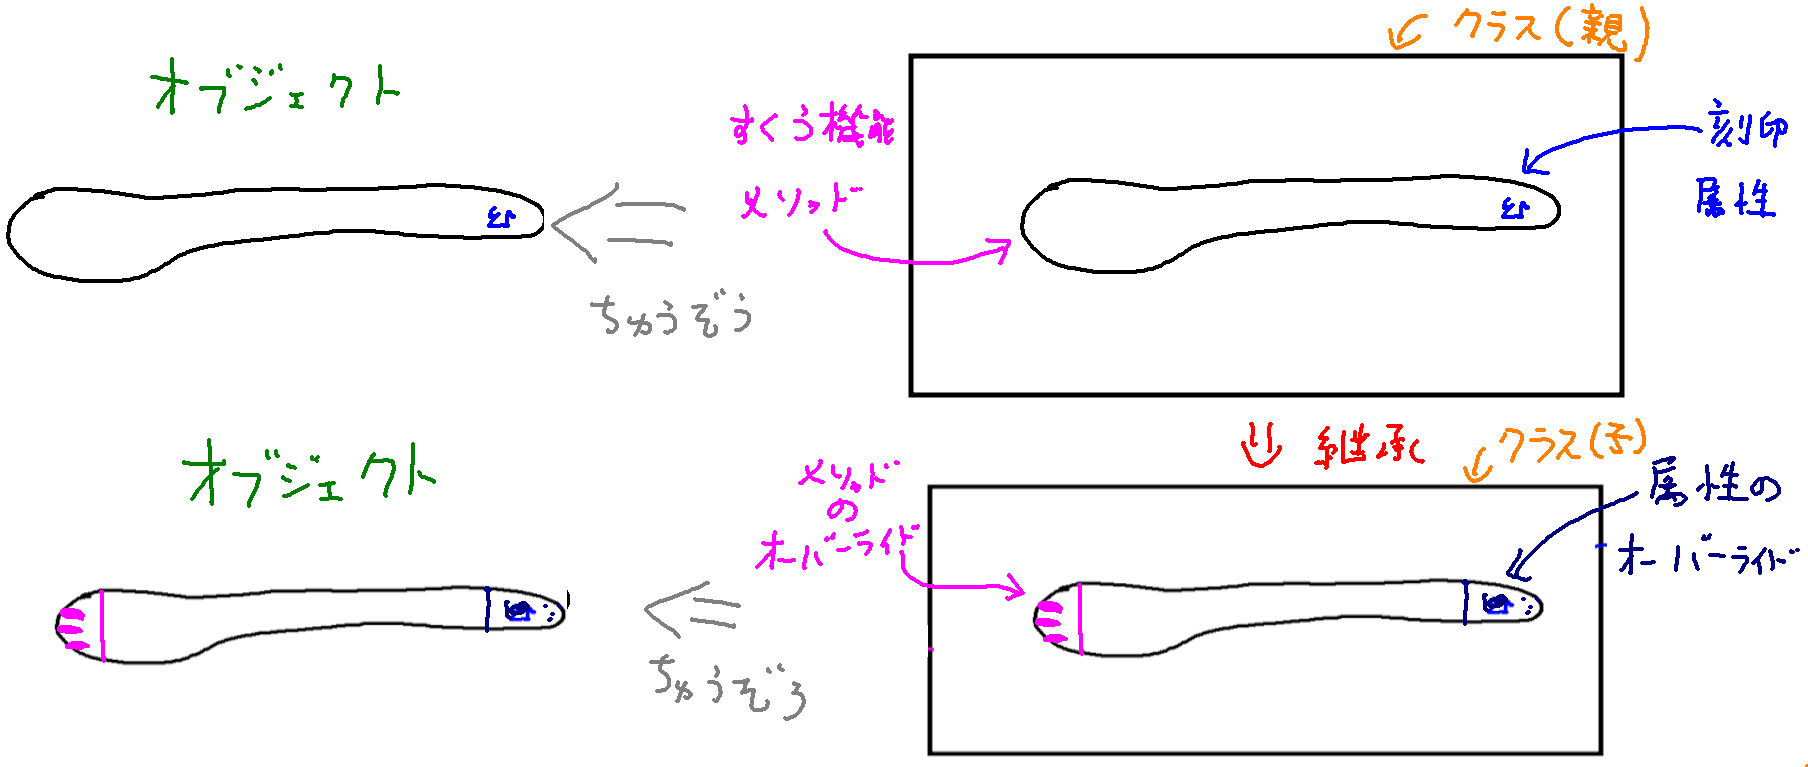 クラス(親)
オブジェクト
すくう機能
メソッド
刻印
属性
ちゅうぞう
継承
クラス(子)
オブジェクト
メソッド
の
オーバーライド
属性の
オーバーライド
ちゅうぞう